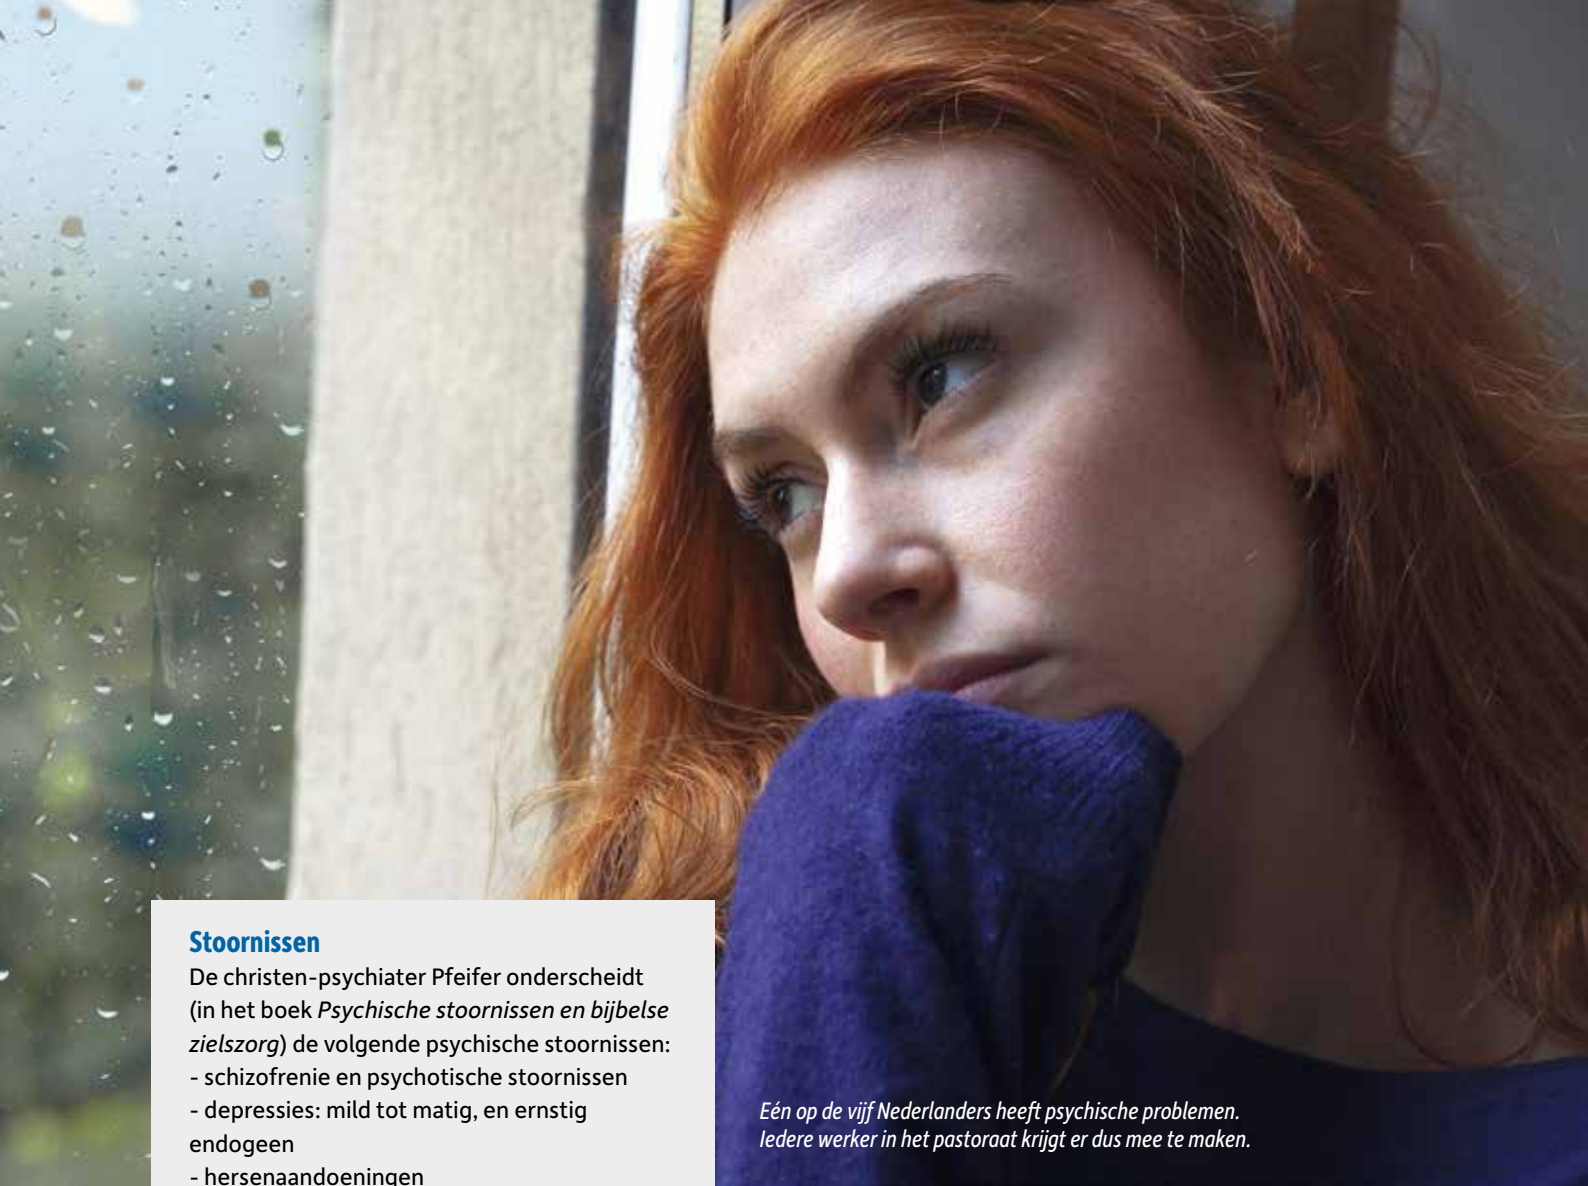 Stoornissen
De christen-psychiater Pfeifer onderscheidt
(in het boek Psychische stoornissen en bijbelse
zielszorg) de volgende psychische stoornissen:
- schizofrenie en psychotische stoornissen
- depressies: mild tot matig, en ernstig
endogeen
- hersenaandoeningen
Eén op de vijf Nederlanders heeft psychische problemen.
Iedere werker in het pastoraat krijgt er dus mee te maken.